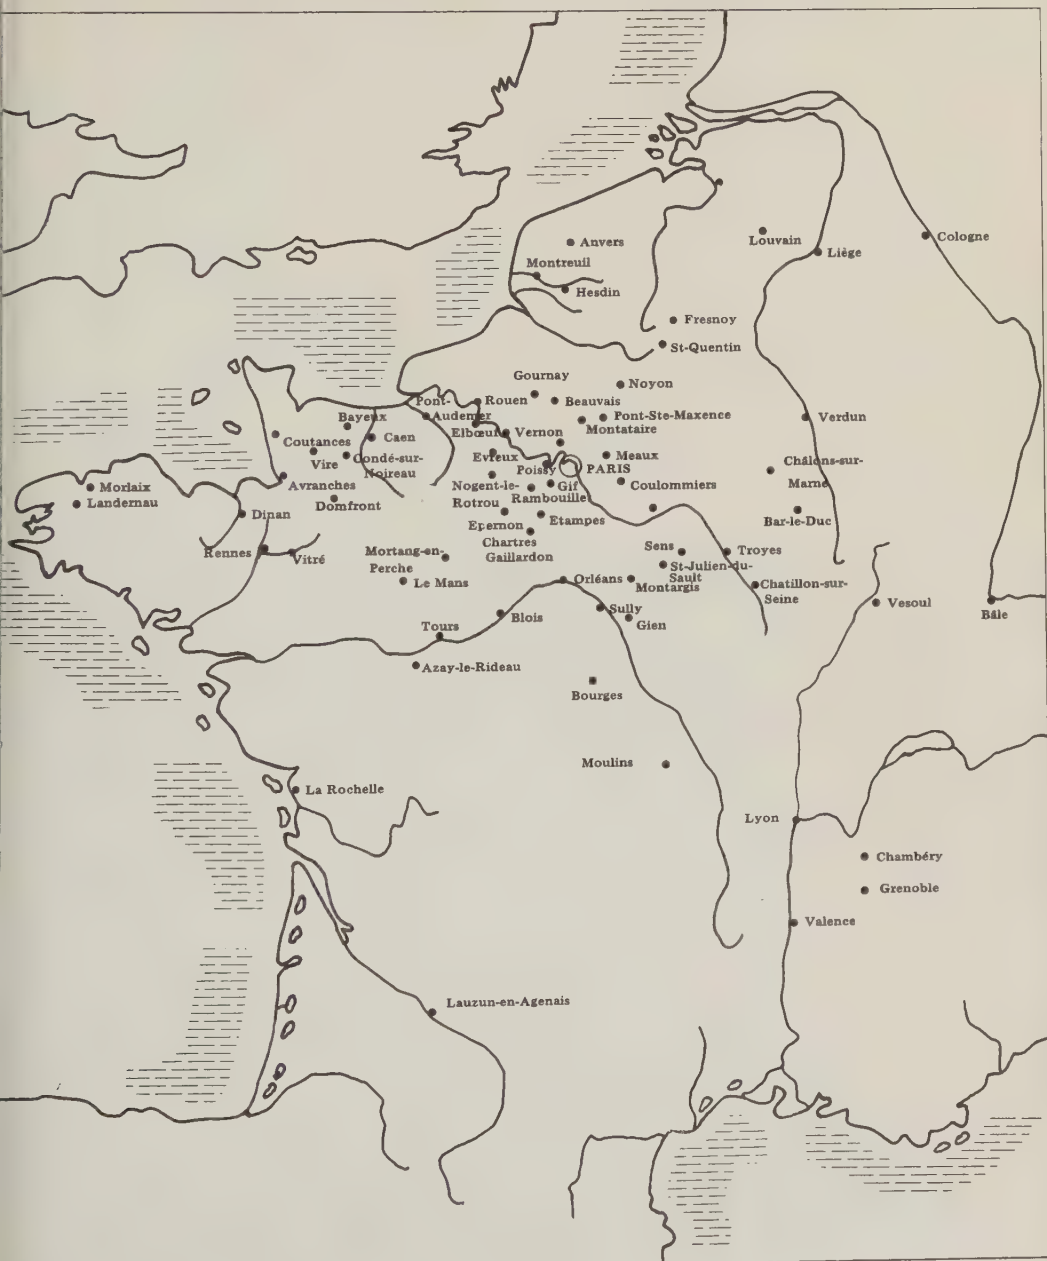 Anvers
Louvain
Cologne
Liège
Montreuil
Hesdin
Fresnoy
St-Quentin
Gournay
Noyon
Pont-
Audemer
Rouen
Beauvais
Pont-Ste-Maxence
Montataire
Verdun
Bayeux
Elbœuf
Vernon
Coutances
Caen
Vire
Condé-sur-
Noireau
Evreux
Poissy
PARIS
Meaux
Châlons-sur-
Marne
Morlaix
Landernau
Avranches
Domfront
Nogent-le-
Rotrou
Rambouille
Gif
Coulommiers
Dinan
Epernon
Etampes
Bar-le-Duc
Chartres
Gaillardon
Rennes
Vitré
Mortang-en-
Perche
Le Mans
Sens
Troyes
St-Julien-du-
Sault
Orléans
Montargis
Chatillon-sur-
Seine
Vesoul
Bâle
Blois
Sully
Gien
Tours
Azay-le-Rideau
Bourges
Moulins
La Rochelle
Lyon
Chambéry
Grenoble
Valence
Lauzun-en-Agenais